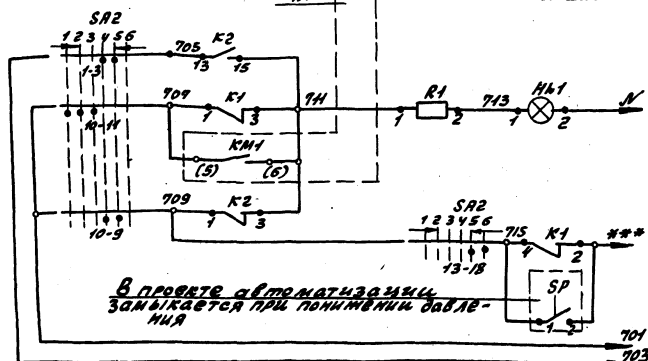 SA2
1 2 3 4 5 6
705
K2
13
15
1-3
707
K1
1
3
711
R1
1
2
713
HL1
1
2
N
10-11
KM1
(5)
(6)
709
K2
1
3
10-9
SA2
1 2 3 4 5 6
715
K1
4
2
***
13-18
SP
1
2
В проекте автоматизации
замыкается при понижении давле-
ния
701
703